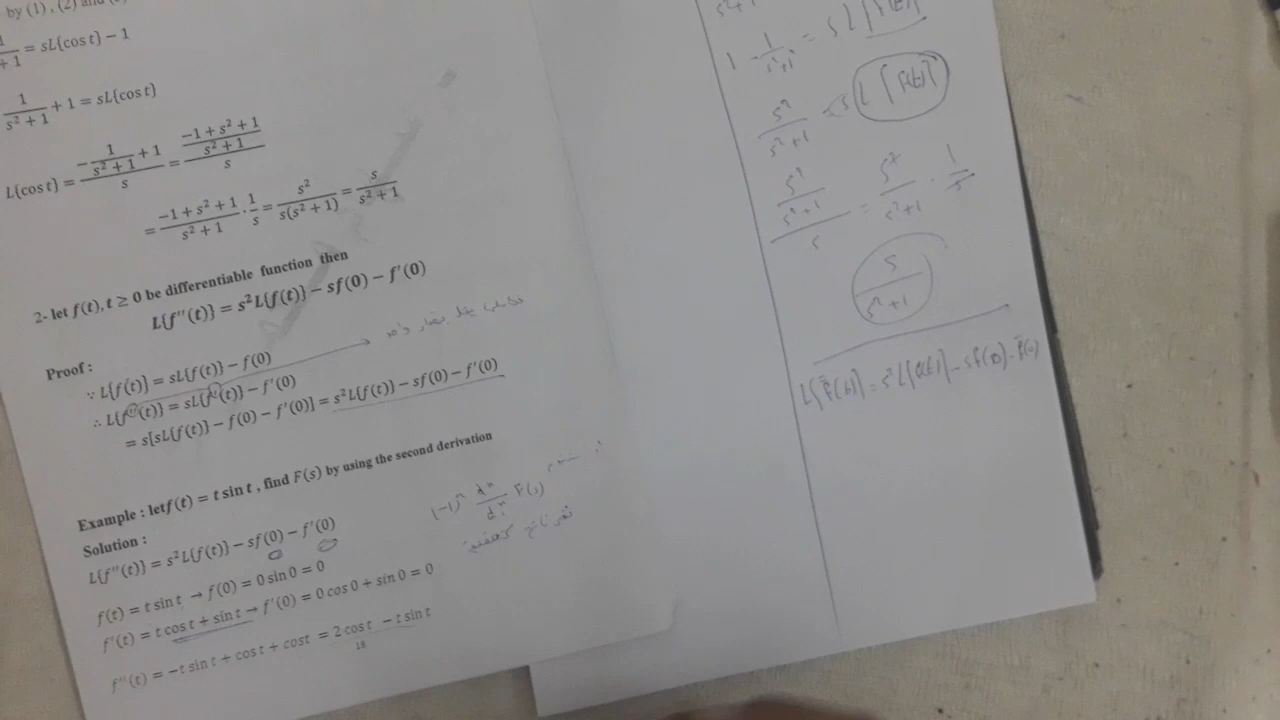 by (1) , (2) and
1/+1 = sL{cos t} − 1
1/(s² + 1) + 1 = sL{cos t}
L{cos t} = (−1/(s² + 1) + 1)/s = ((−1 + s² + 1)/(s² + 1))/s
= (−1 + s² + 1)/(s² + 1) · 1/s = s²/(s(s² + 1)) = s/(s² + 1)
2- let f(t), t ≥ 0 be differentiable function then
L{f''(t)} = s²L{f(t)} − sf(0) − f'(0)
Proof :
∵ L{f(t)} = sL{f(t)} − f(0)
∴ L{f''(t)} = sL{f'(t)} − f'(0)
= s[sL{f(t)} − f(0) − f'(0)] = s²L{f(t)} − sf(0) − f'(0)
Example : let f(t) = t sin t , find F(s) by using the second derivation
(-1)ⁿ dⁿ/dsⁿ F(s)
Solution :
L{f''(t)} = s²L{f(t)} − sf(0) − f'(0)
f(t) = t sin t → f(0) = 0 sin 0 = 0
f'(t) = t cos t + sin t → f'(0) = 0 cos 0 + sin 0 = 0
f''(t) = −t sin t + cos t + cos t = 2 cos t − t sin t
18
s²+1
1 - 1/(s²+1) = s L{f(t)}
s²/(s²+1) = s L{f(t)}
(s²/(s²+1))/s = s²/(s²+1) · 1/s
s/(s²+1)
L{f̋(t)} = s² L{f(t)} - sf(0) - f́(0)